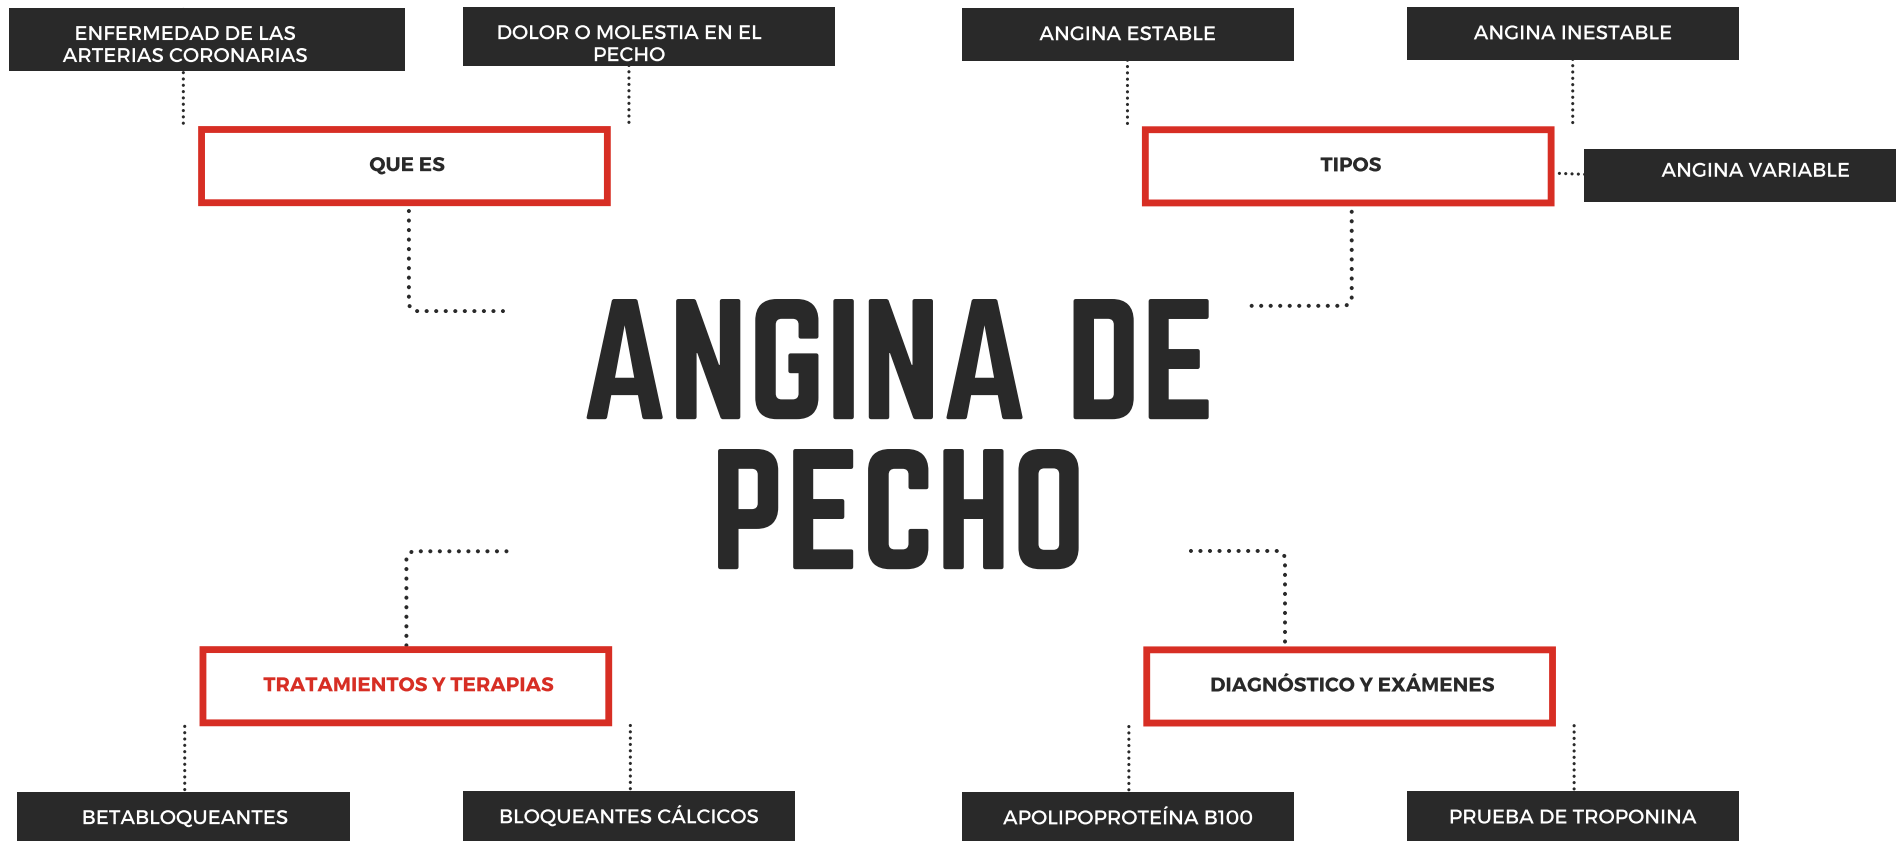 ENFERMEDAD DE LAS
ARTERIAS CORONARIAS
DOLOR O MOLESTIA EN EL
PECHO
ANGINA ESTABLE
ANGINA INESTABLE
QUE ES
TIPOS
ANGINA VARIABLE
ANGINA DE
PECHO
TRATAMIENTOS Y TERAPIAS
DIAGNÓSTICO Y EXÁMENES
BETABLOQUEANTES
BLOQUEANTES CÁLCICOS
APOLIPOPROTEÍNA B100
PRUEBA DE TROPONINA